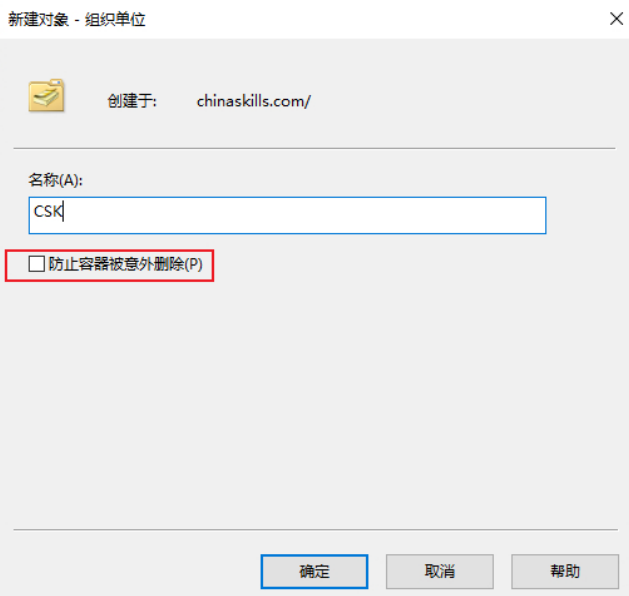 新建对象 - 组织单位
创建于: chinaskills.com/
名称(A):
CSK
防止容器被意外删除(P)
确定 取消 帮助